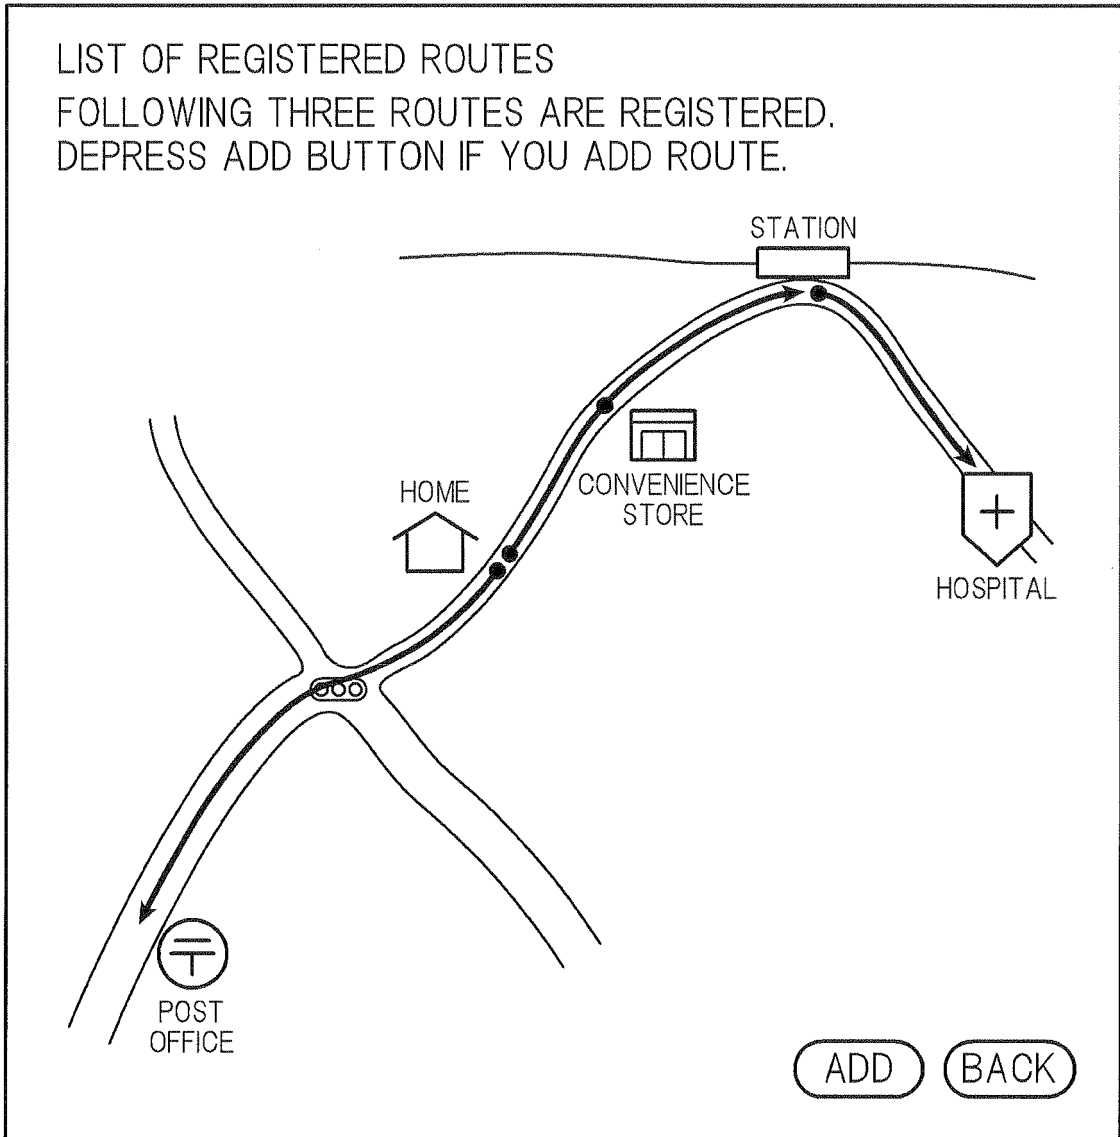 LIST OF REGISTERED ROUTES
FOLLOWING THREE ROUTES ARE REGISTERED.
DEPRESS ADD BUTTON IF YOU ADD ROUTE.
STATION
HOME
CONVENIENCE
STORE
HOSPITAL
POST
OFFICE
ADD
BACK